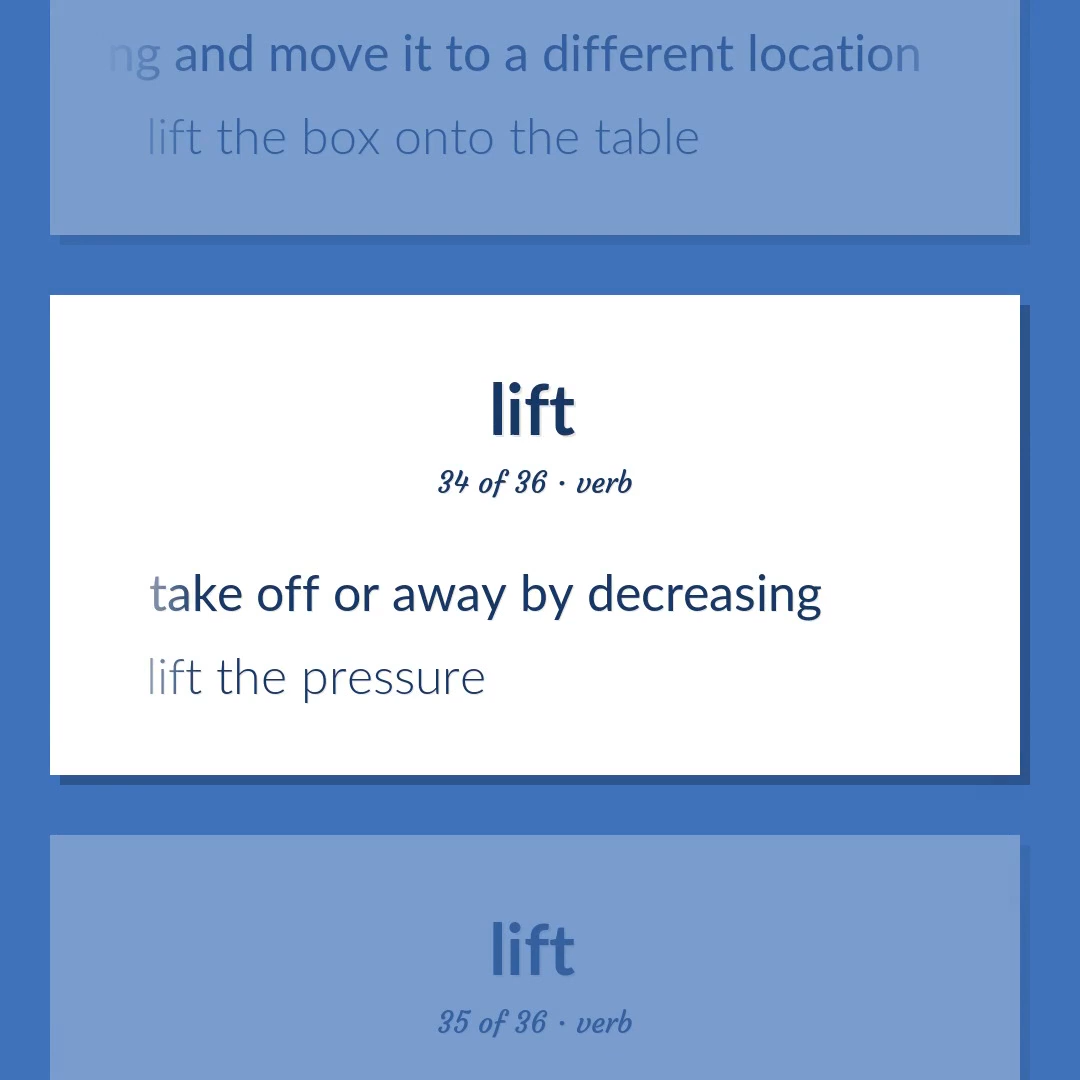 ng and move it to a different location
lift the box onto the table
lift
34 of 36 · verb
take off or away by decreasing
lift the pressure
lift
35 of 36 · verb